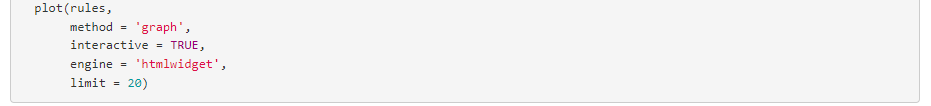 plot(rules,
method = 'graph',
interactive = TRUE,
engine = 'htmlwidget',
limit = 20)